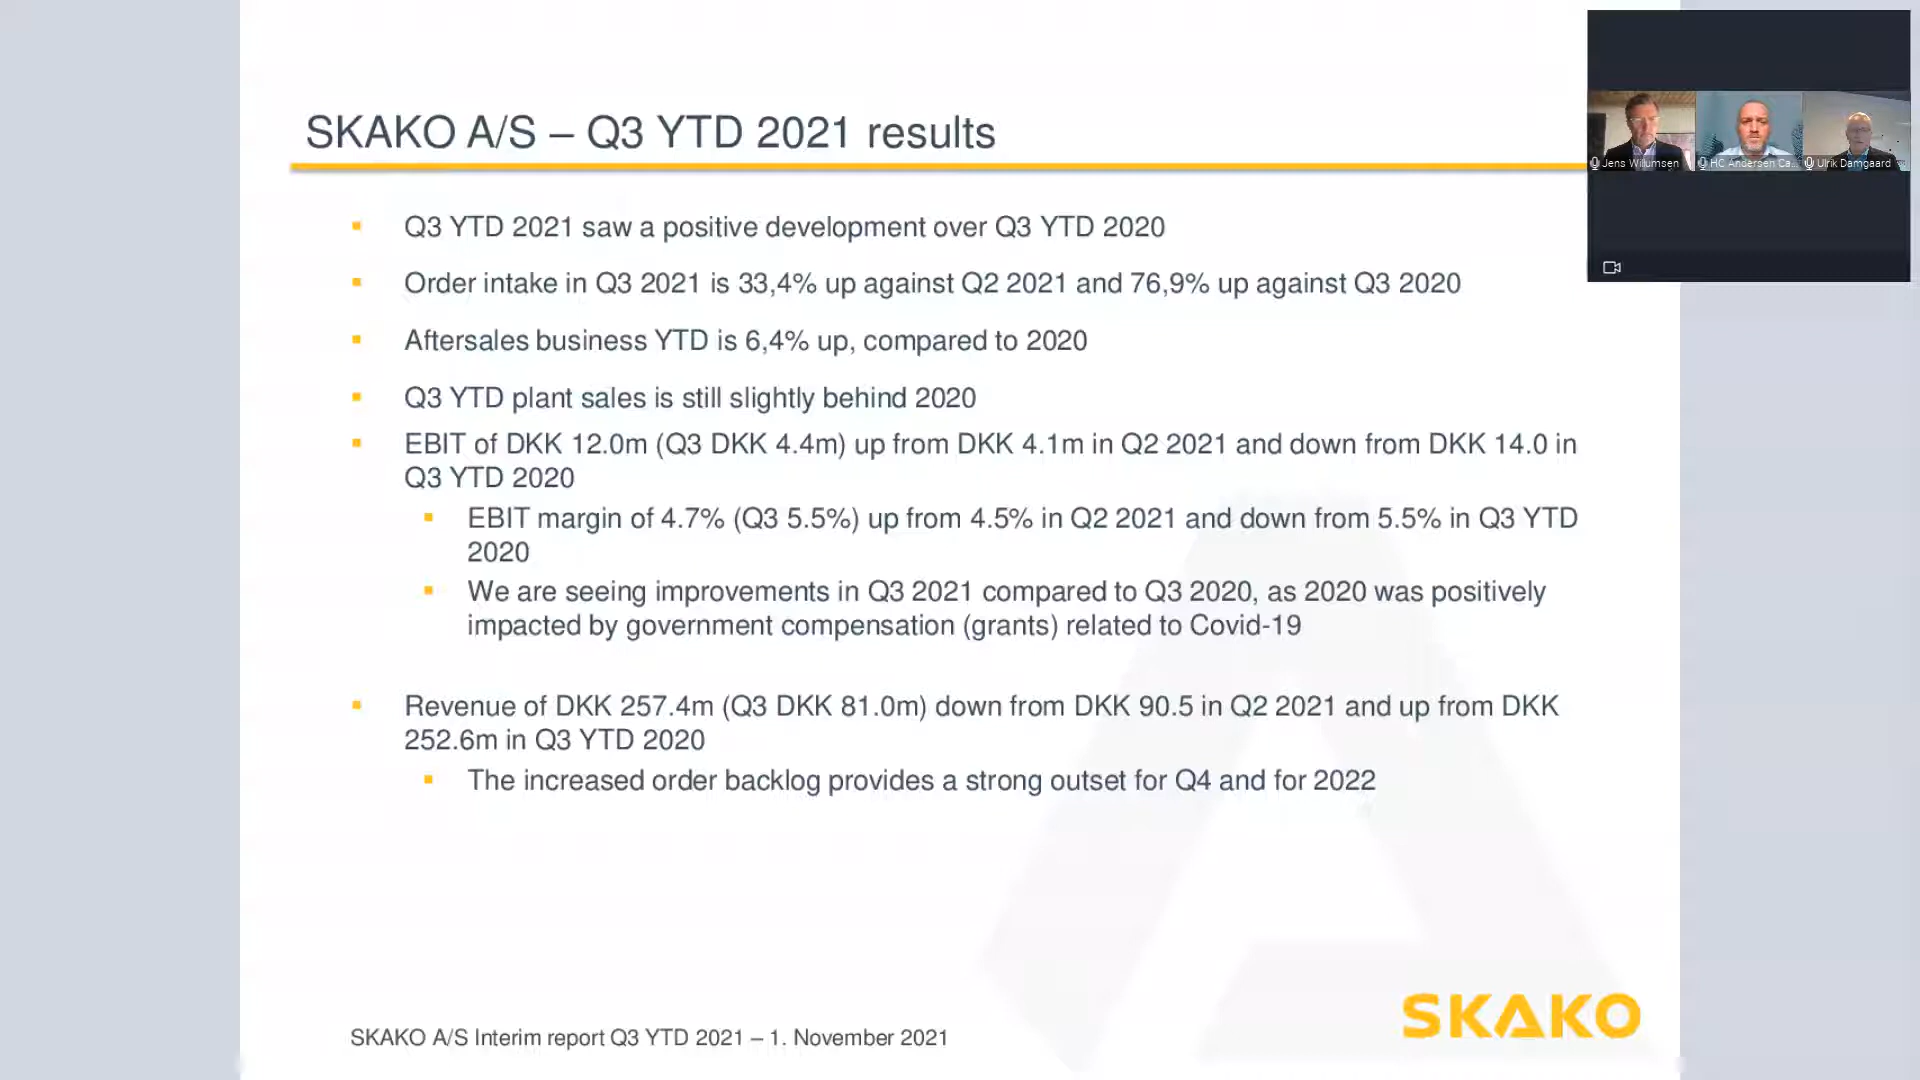 SKAKO A/S – Q3 YTD 2021 results
Jens Willumsen
HC Andersen Ca...
Ulrik Damgaard
Q3 YTD 2021 saw a positive development over Q3 YTD 2020
Order intake in Q3 2021 is 33,4% up against Q2 2021 and 76,9% up against Q3 2020
Aftersales business YTD is 6,4% up, compared to 2020
Q3 YTD plant sales is still slightly behind 2020
EBIT of DKK 12.0m (Q3 DKK 4.4m) up from DKK 4.1m in Q2 2021 and down from DKK 14.0 in
Q3 YTD 2020
EBIT margin of 4.7% (Q3 5.5%) up from 4.5% in Q2 2021 and down from 5.5% in Q3 YTD
2020
We are seeing improvements in Q3 2021 compared to Q3 2020, as 2020 was positively
impacted by government compensation (grants) related to Covid-19
Revenue of DKK 257.4m (Q3 DKK 81.0m) down from DKK 90.5 in Q2 2021 and up from DKK
252.6m in Q3 YTD 2020
The increased order backlog provides a strong outset for Q4 and for 2022
SKAKO
SKAKO A/S Interim report Q3 YTD 2021 – 1. November 2021